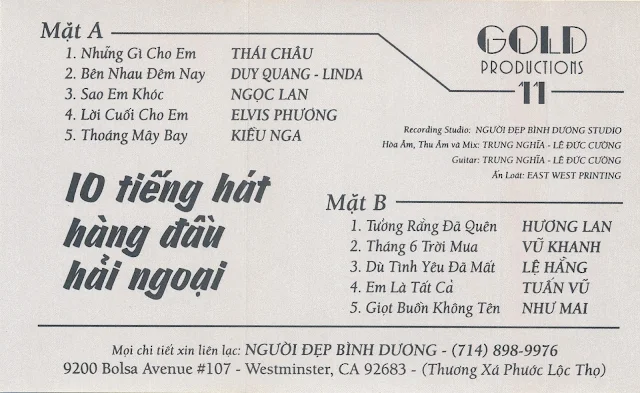 Mặt A
1. Những Gì Cho Em THÁI CHÂU
2. Bên Nhau Đêm Nay DUY QUANG - LINDA
3. Sao Em Khóc NGỌC LAN
4. Lời Cuối Cho Em ELVIS PHƯƠNG
5. Thoáng Mây Bay KIỀU NGA
GOLD
PRODUCTIONS
11
Recording Studio: NGƯỜI ĐẸP BÌNH DƯƠNG STUDIO
Hòa Âm, Thu Âm và Mix: TRUNG NGHĨA - LÊ ĐỨC CƯỜNG
Guitar: TRUNG NGHĨA - LÊ ĐỨC CƯỜNG
Ấn Loát: EAST WEST PRINTING
10 tiếng hát
hàng đầu
hải ngoại
Mặt B
1. Tưởng Rằng Đã Quên HƯƠNG LAN
2. Tháng 6 Trời Mưa VŨ KHANH
3. Dù Tình Yêu Đã Mất LỆ HẰNG
4. Em Là Tất Cả TUẤN VŨ
5. Giọt Buồn Không Tên NHƯ MAI
Mọi chi tiết xin liên lạc: NGƯỜI ĐẸP BÌNH DƯƠNG - (714) 898-9976
9200 Bolsa Avenue #107 - Westminster, CA 92683 - (Thương Xá Phước Lộc Thọ)